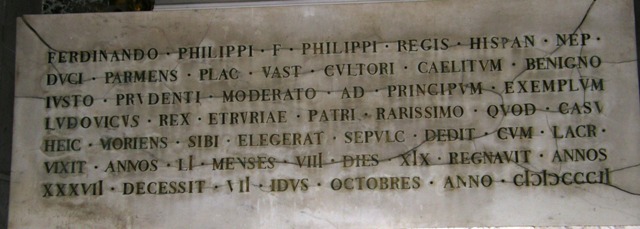 FERDINANDO · PHILIPPI · F · PHILIPPI · REGIS · HISPAN · NEP ·
DVCI · PARMENS · PLAC · VAST · CVLTORI · CAELITVM · BENIGNO
IVSTO · PRVDENTI · MODERATO · AD · PRINCIPVM · EXEMPLVM
LVDOVICVS · REX · ETRVRIAE · PATRI · RARISSIMO · QVOD · CASV
HEIC · MORIENS · SIBI · ELEGERAT · SEPVLC · DEDIT · CVM · LACR ·
VIXIT · ANNOS · LI · MENSES · VIII · DIES · XIX · REGNAVIT · ANNOS
XXXVII · DECESSIT · VII · IDVS · OCTOBRES · ANNO · CIↃIↃCCCII